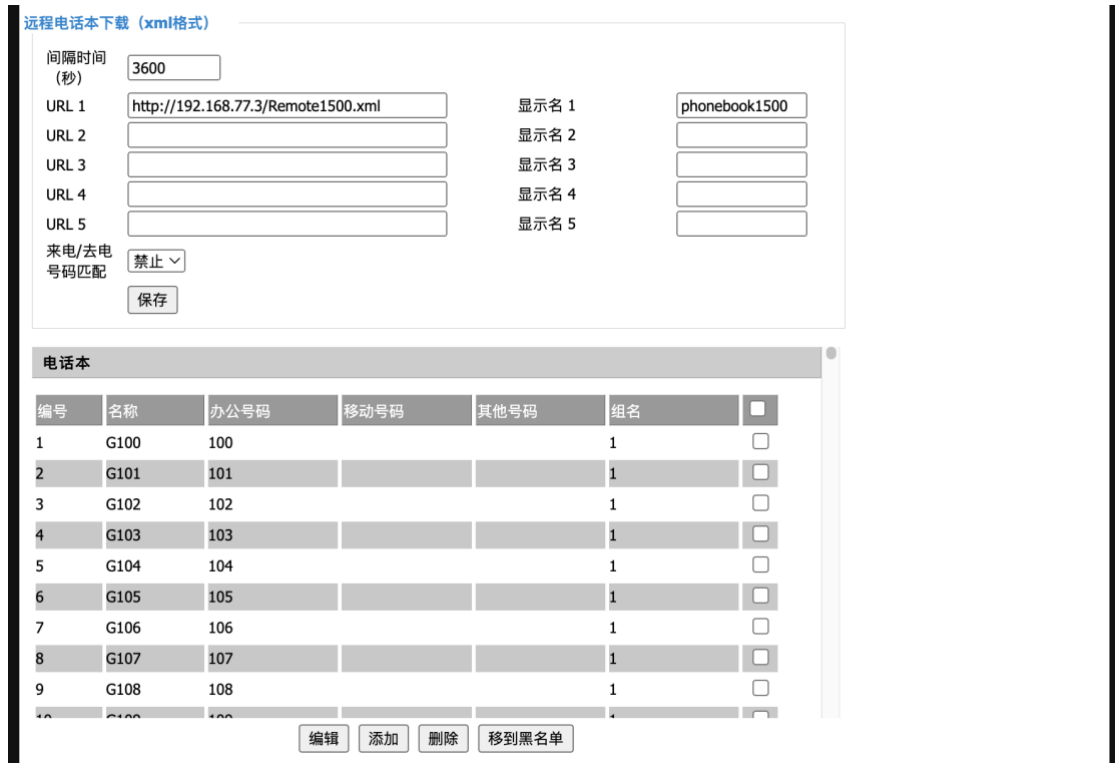 远程电话本下载（xml格式）
间隔时间
（秒）
3600
URL 1 http://192.168.77.3/Remote1500.xml 显示名 1 phonebook1500
URL 2 显示名 2
URL 3 显示名 3
URL 4 显示名 4
URL 5 显示名 5
来电/去电
号码匹配
禁止
保存
电话本
编号 名称 办公号码 移动号码 其他号码 组名
1 G100 100 1
2 G101 101 1
3 G102 102 1
4 G103 103 1
5 G104 104 1
6 G105 105 1
7 G106 106 1
8 G107 107 1
9 G108 108 1
编辑 添加 删除 移到黑名单